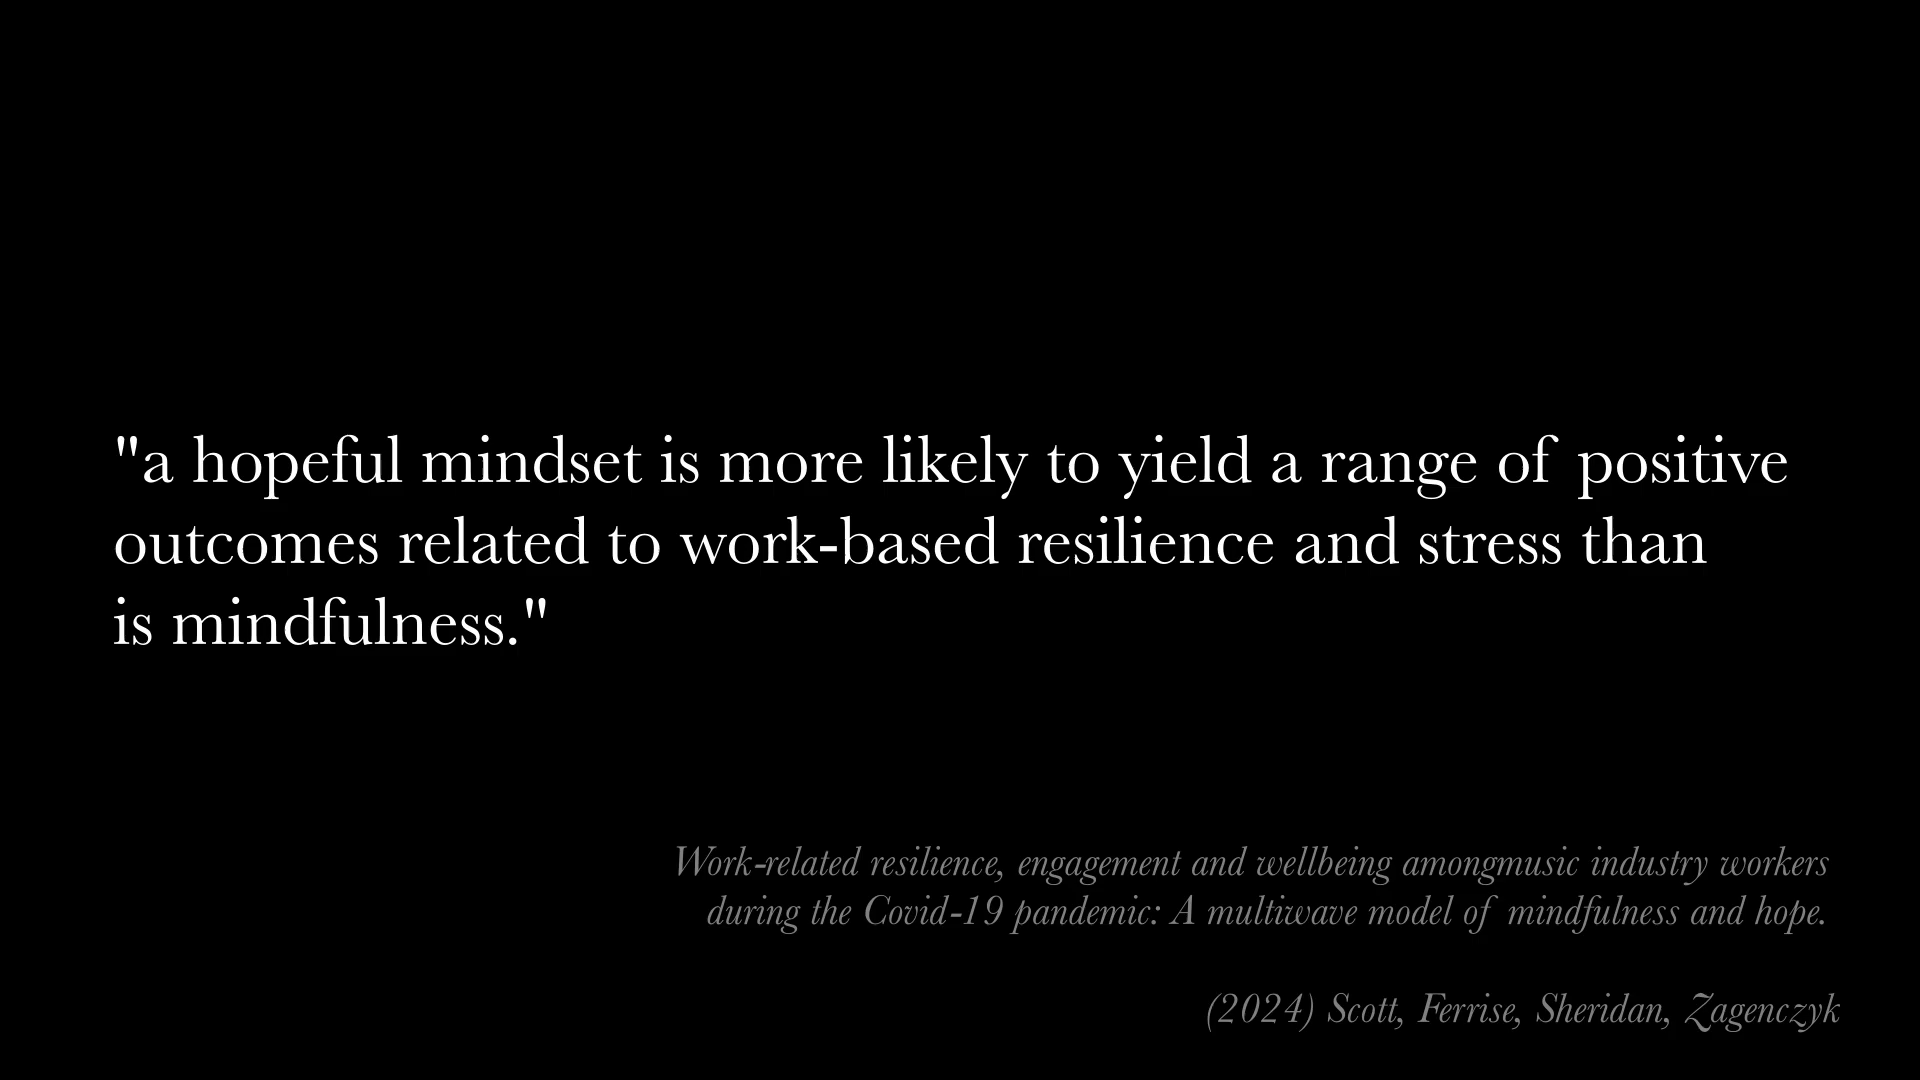 "a hopeful mindset is more likely to yield a range of positive
outcomes related to work-based resilience and stress than
is mindfulness."
Work-related resilience, engagement and wellbeing amongmusic industry workers
during the Covid-19 pandemic: A multiwave model of mindfulness and hope.
(2024) Scott, Ferrise, Sheridan, Zagenczyk